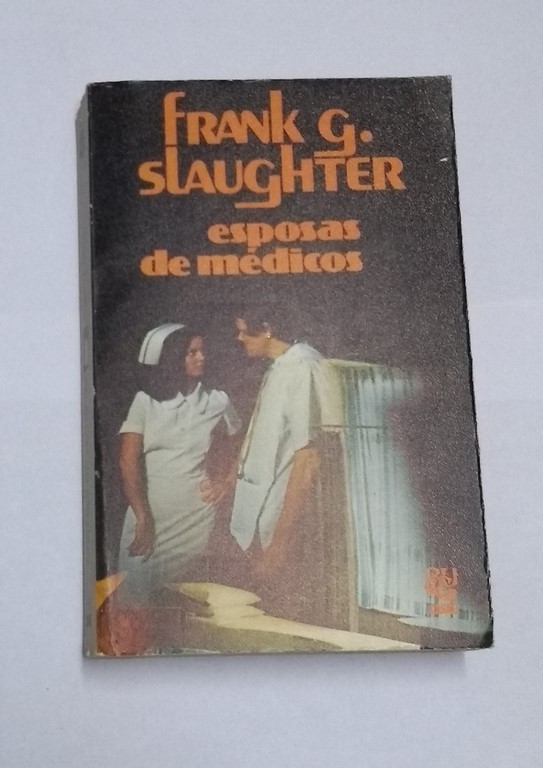 FRANK G.
SLAUGHTER
esposas
de médicos